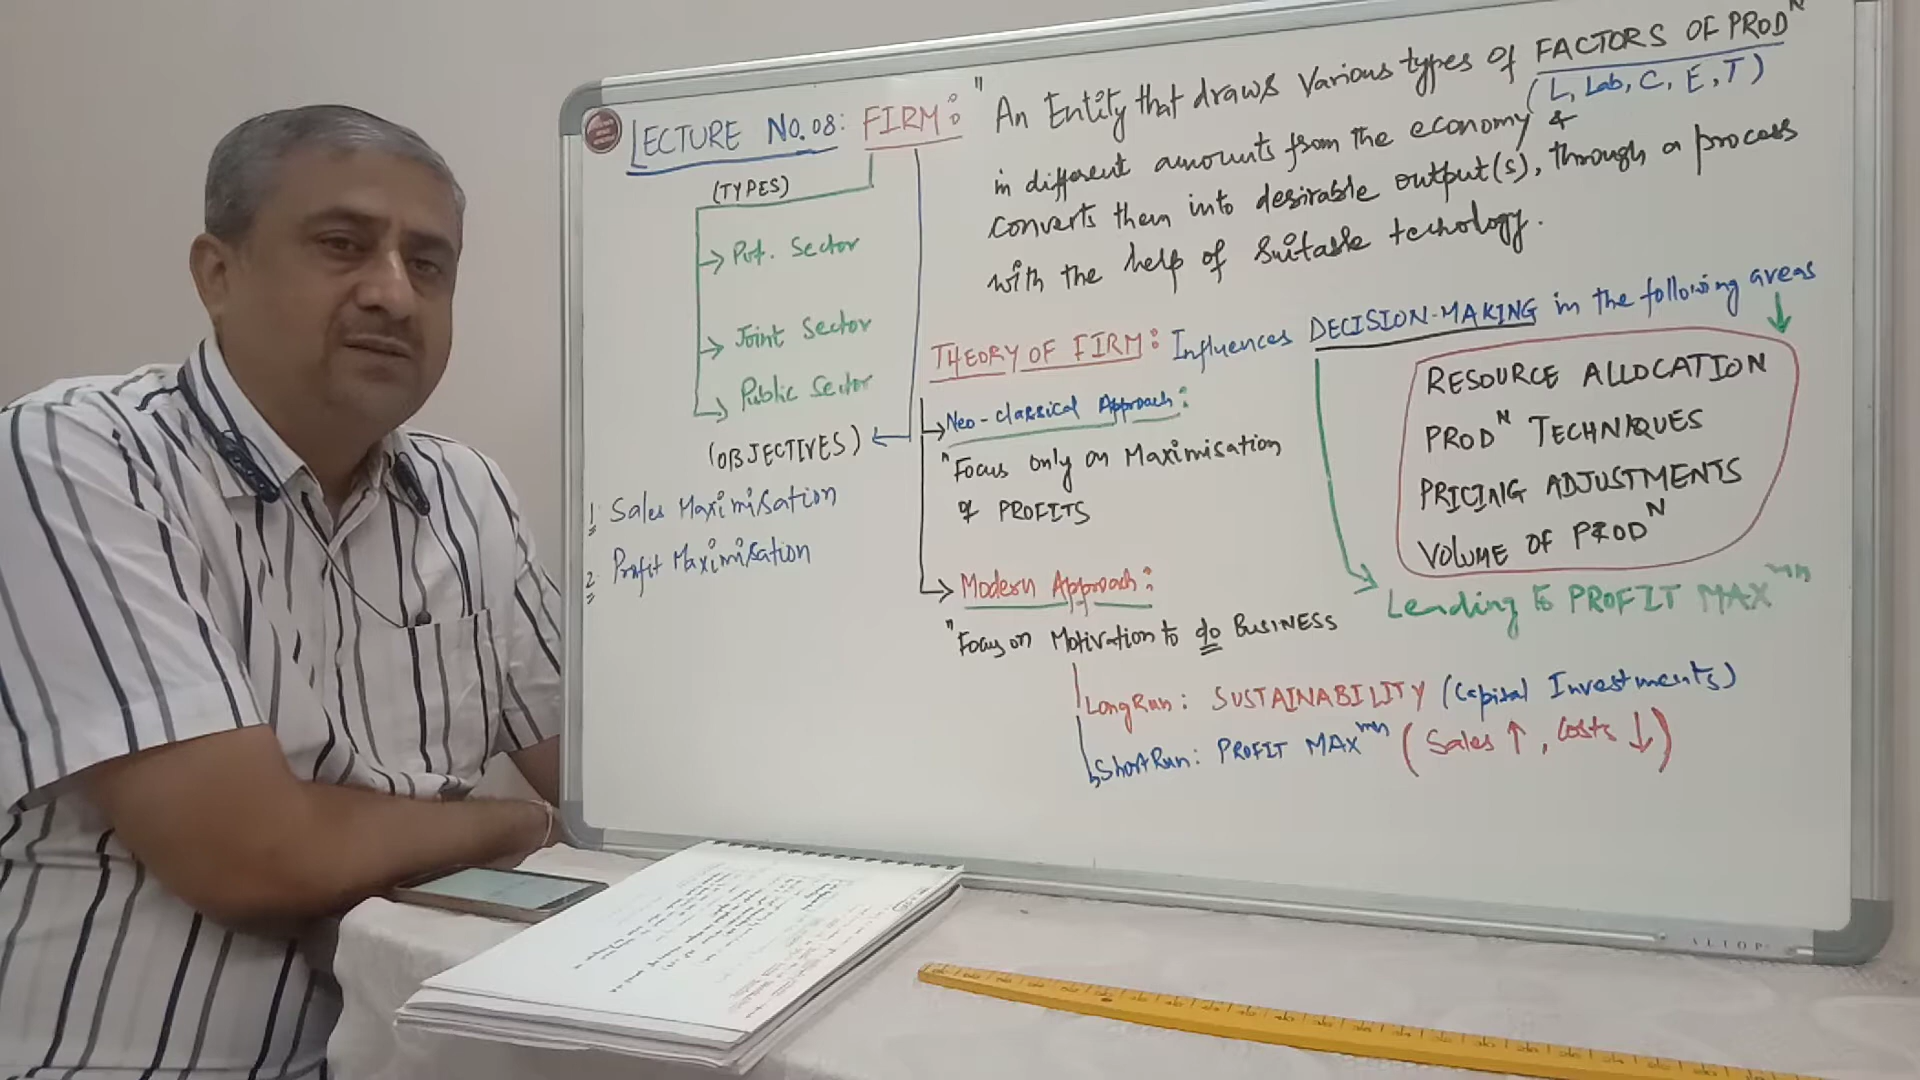 LECTURE NO.08: FIRM:
"An Entity that draws various types of FACTORS OF PRODᴺ
(L, Lab, C, E, T)
in different amounts from the economy &
converts them into desirable output(s), through a process
with the help of suitable technology.
(TYPES)
Pvt. Sector
Joint Sector
Public Sector
(OBJECTIVES)
1. Sales Maximisation
2. Profit Maximisation
THEORY OF FIRM: Influences DECISION-MAKING in the following areas
RESOURCE ALLOCATION
PRODᴺ TECHNIQUES
PRICING ADJUSTMENTS
VOLUME OF PRODᴺ
Leading to PROFIT MAXᵐⁿ
Neo-classical Approach:
"Focus only on Maximisation
of PROFITS
Modern Approach:
"Focus on Motivation to do BUSINESS
Long Run: SUSTAINABILITY (Capital Investments)
Short Run: PROFIT MAXᵐⁿ (Sales ↑, Costs ↓)
ALTOP